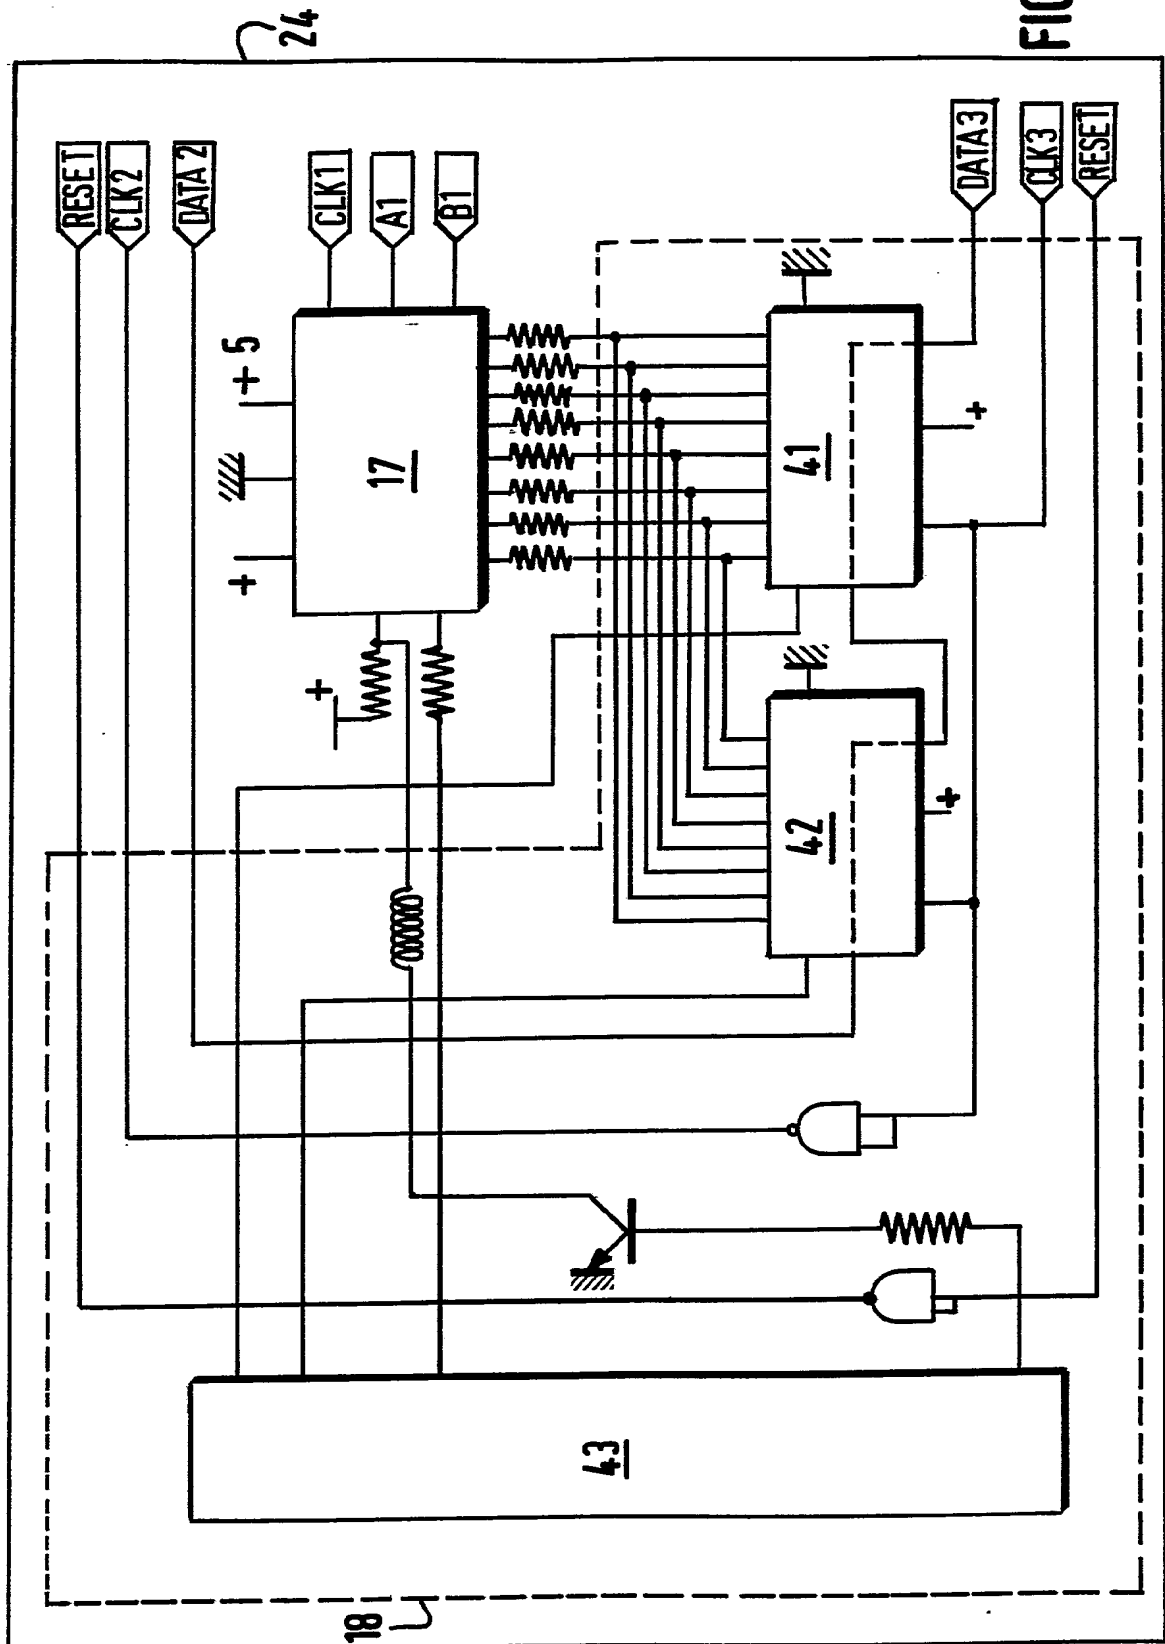 24
FIG
RESET
CLK2
DATA 2
CLK1
A1
B1
DATA3
CLK3
RESET
+ 5
+
17
+
41
+
42
+
43
18